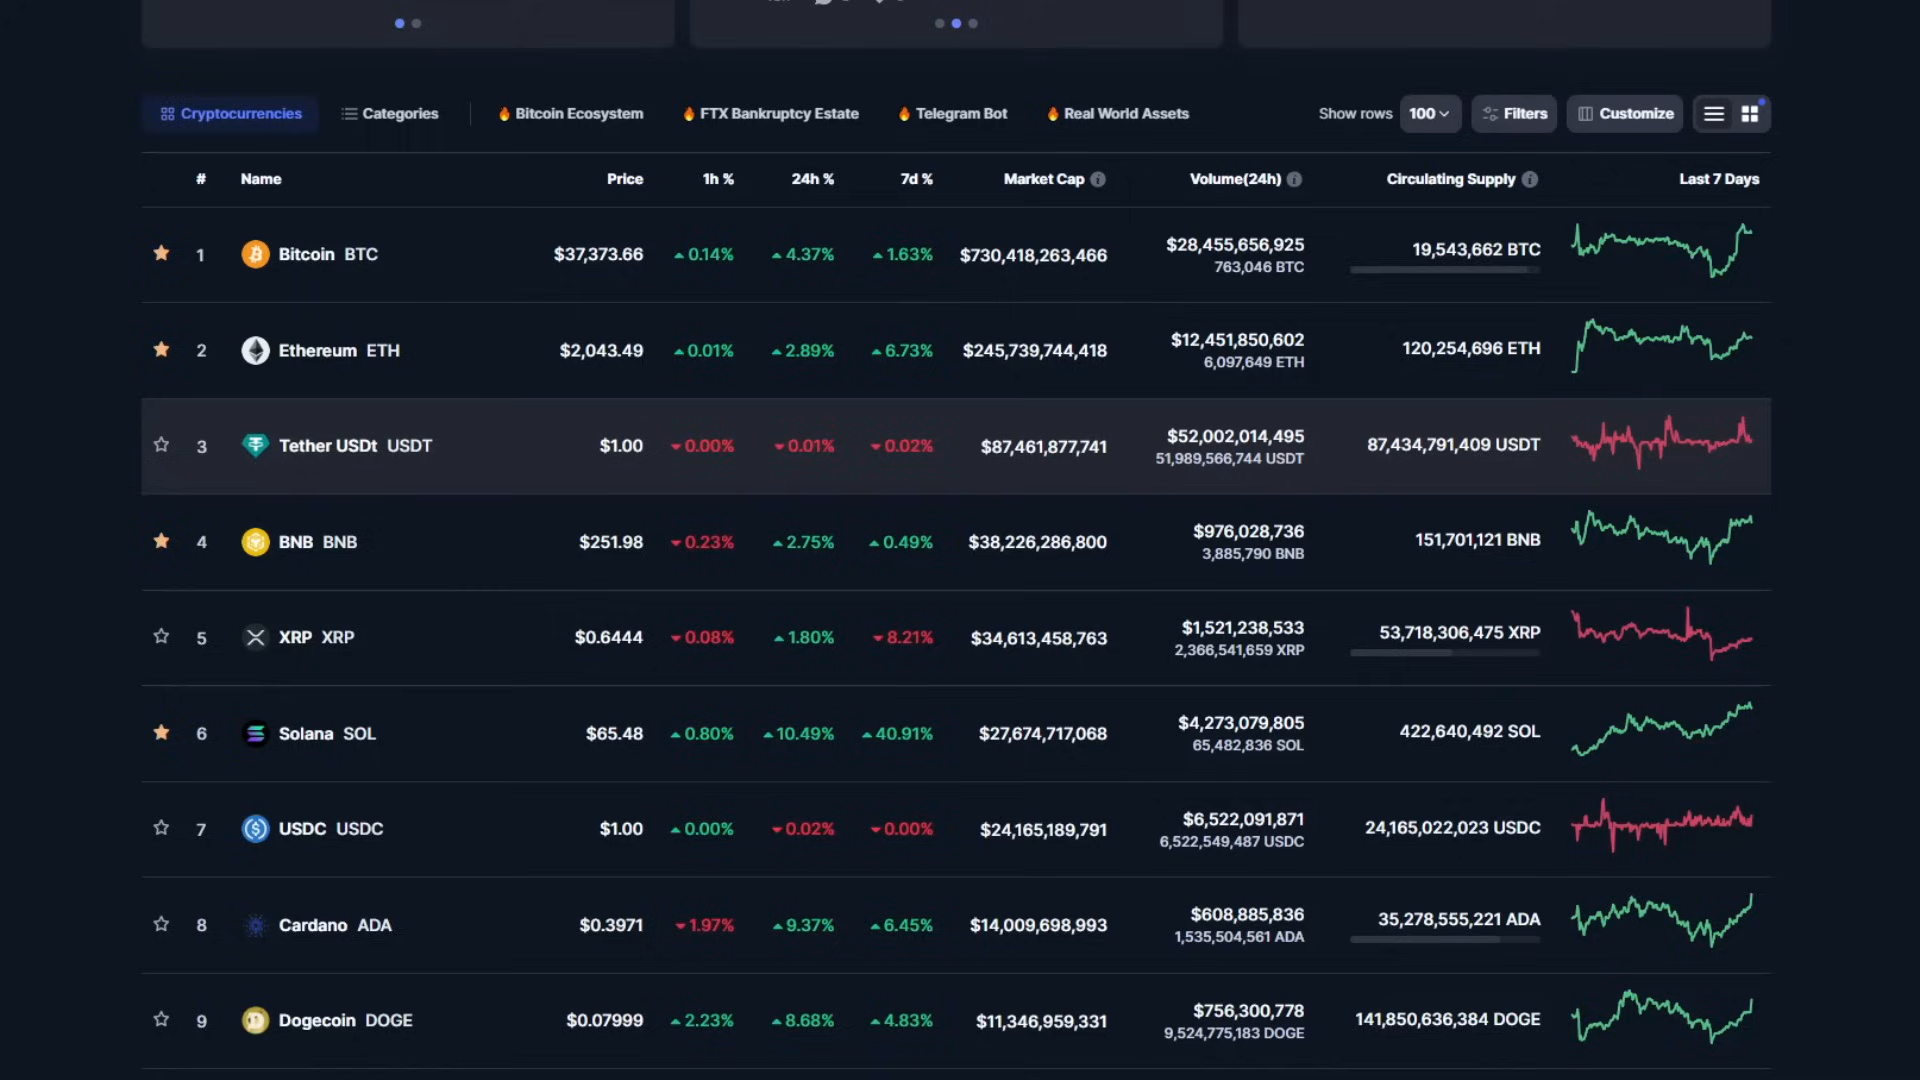 Cryptocurrencies Categories Bitcoin Ecosystem FTX Bankruptcy Estate Telegram Bot Real World Assets Show rows 100 Filters Customize
# Name Price 1h % 24h % 7d % Market Cap Volume(24h) Circulating Supply Last 7 Days
1 Bitcoin BTC $37,373.66 0.14% 4.37% 1.63% $730,418,263,466 $28,455,656,925 19,543,662 BTC
763,046 BTC
2 Ethereum ETH $2,043.49 0.01% 2.89% 6.73% $245,739,744,418 $12,451,850,602 120,254,696 ETH
6,097,649 ETH
3 Tether USDt USDT $1.00 0.00% 0.01% 0.02% $87,461,877,741 $52,002,014,495 87,434,791,409 USDT
51,989,566,744 USDT
4 BNB BNB $251.98 0.23% 2.75% 0.49% $38,226,286,800 $976,028,736 151,701,121 BNB
3,885,790 BNB
5 XRP XRP $0.6444 0.08% 1.80% 8.21% $34,613,458,763 $1,521,238,533 53,718,306,475 XRP
2,366,541,659 XRP
6 Solana SOL $65.48 0.80% 10.49% 40.91% $27,674,717,068 $4,273,079,805 422,640,492 SOL
65,482,836 SOL
7 USDC USDC $1.00 0.00% 0.02% 0.00% $24,165,189,791 $6,522,091,871 24,165,022,023 USDC
6,522,549,487 USDC
8 Cardano ADA $0.3971 1.97% 9.37% 6.45% $14,009,698,993 $608,885,836 35,278,555,221 ADA
1,535,504,561 ADA
9 Dogecoin DOGE $0.07999 2.23% 8.68% 4.83% $11,346,959,331 $756,300,778 141,850,636,384 DOGE
9,524,775,183 DOGE